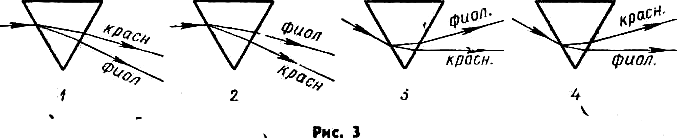 красн
фиол
1
фиол
красн
2
фиол.
красн.
3
красн.
фиол.
4
Рис. 3